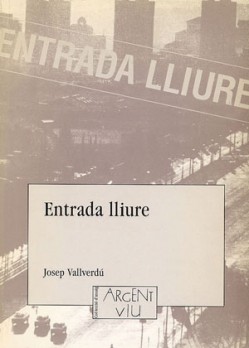 ENTRADA LLIURE
Entrada lliure
Josep Vallverdú
ARGENT
VIU